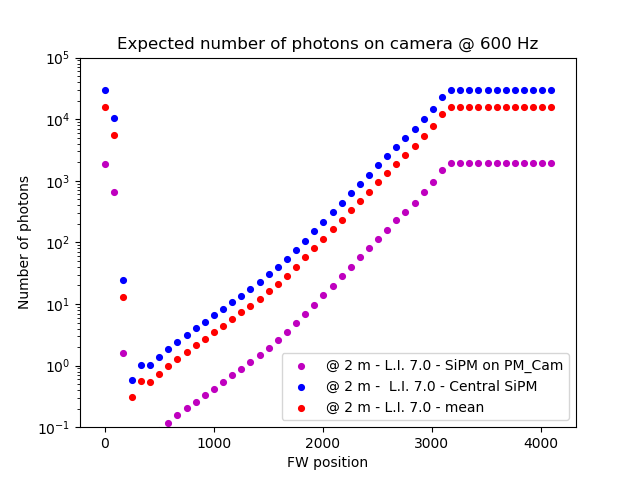 Expected number of photons on camera @ 600 Hz
10^5
10^4
10^3
10^2
10^1
10^0
10^−1
Number of photons
@ 2 m - L.I. 7.0 - SiPM on PM_Cam
@ 2 m -  L.I. 7.0 - Central SiPM
@ 2 m - L.I. 7.0 - mean
0 1000 2000 3000 4000
FW position